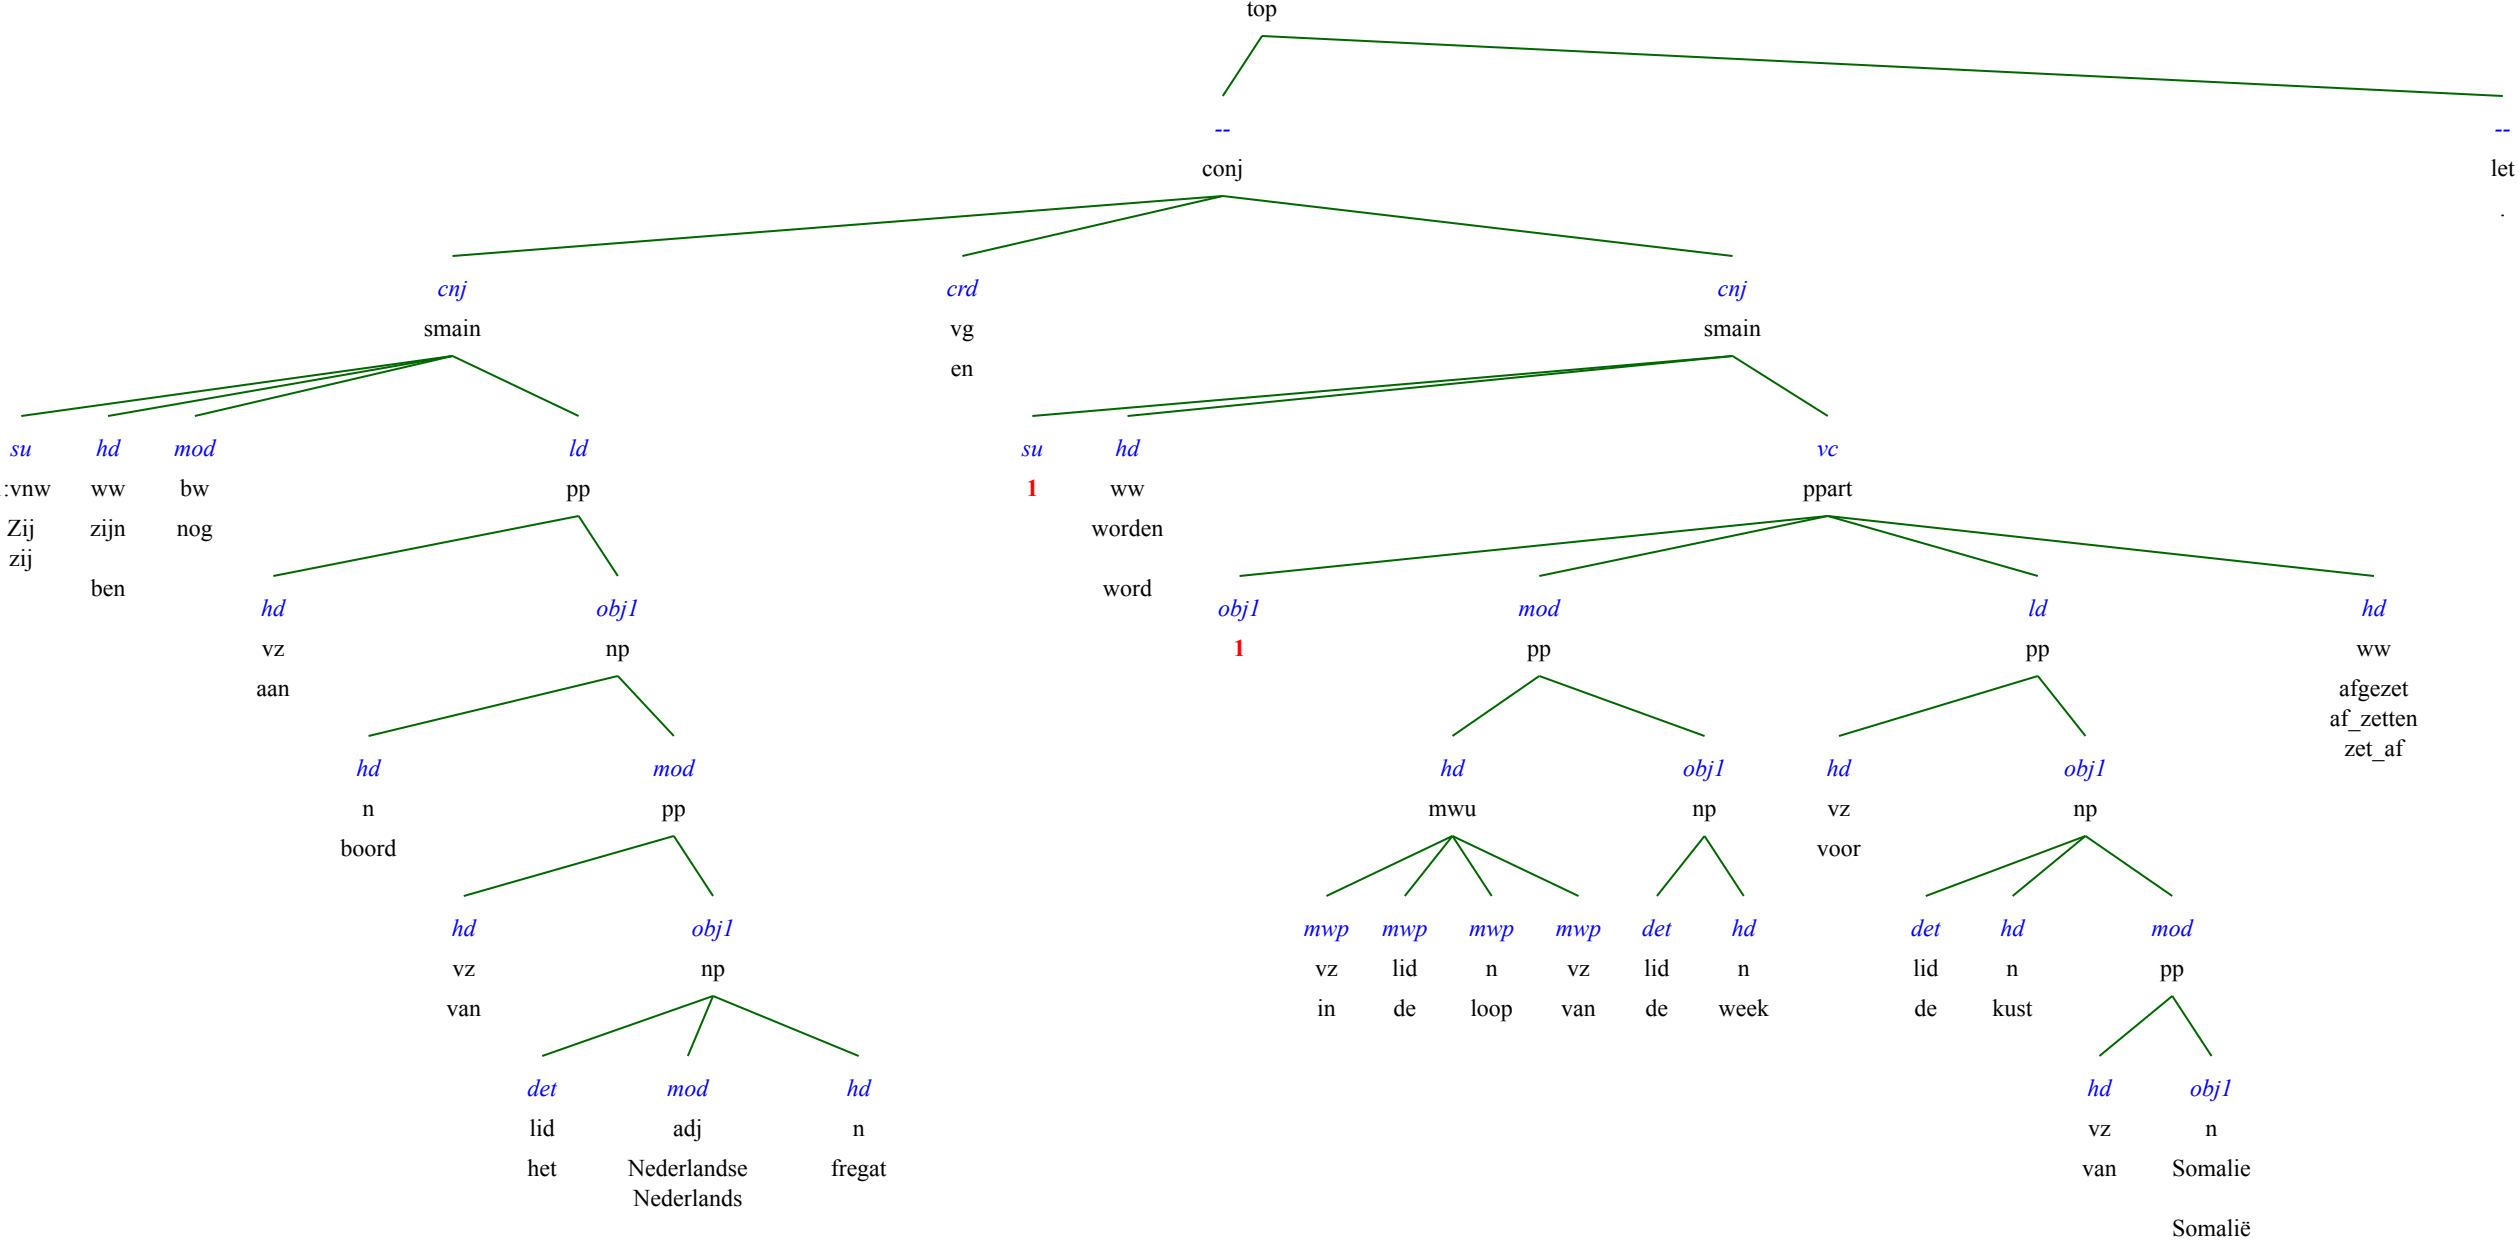 top
-- --
conj let
.
cnj crd cnj
smain vg smain
en
su hd mod ld su hd vc
:vnw ww bw pp 1 ww ppart
Zij zijn nog worden
zij
ben word
hd obj1 obj1 mod ld hd
vz np 1 pp pp ww
aan afgezet
af_zetten
zet_af
hd mod hd obj1 hd obj1
n pp mwu np vz np
boord voor
hd obj1 mwp mwp mwp mwp det hd det hd mod
vz np vz lid n vz lid n lid n pp
van in de loop van de week de kust
det mod hd hd obj1
lid adj n vz n
het Nederlandse fregat van Somalie
Nederlands
Somalië